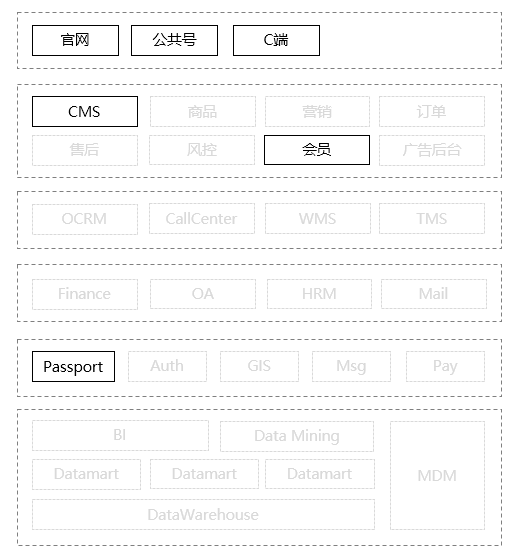 官网 公共号 C端
CMS 商品 营销 订单
售后 风控 会员 广告后台
OCRM CallCenter WMS TMS
Finance OA HRM Mail
Passport Auth GIS Msg Pay
BI Data Mining
Datamart Datamart Datamart MDM
DataWarehouse